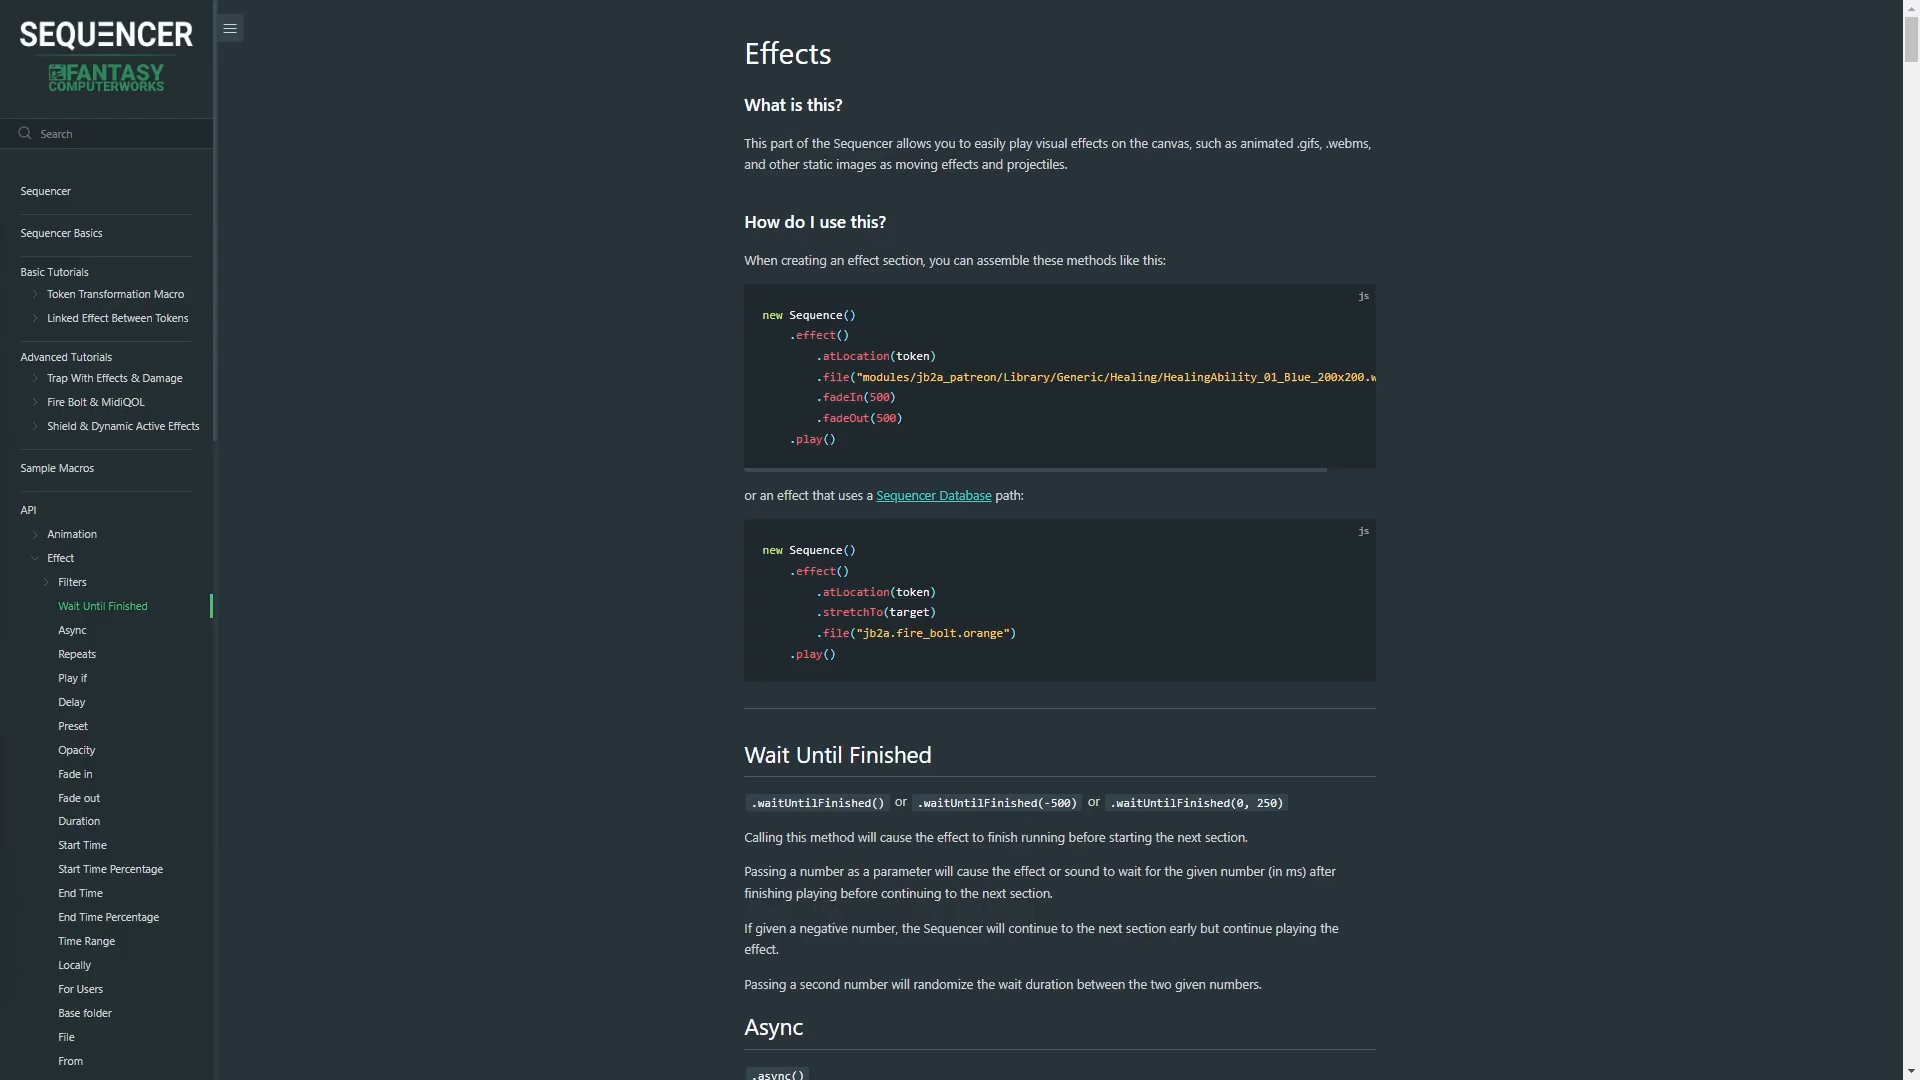 SEQUENCER
FANTASY
COMPUTERWORKS
Search
Sequencer
Sequencer Basics
Basic Tutorials
Token Transformation Macro
Linked Effect Between Tokens
Advanced Tutorials
Trap With Effects & Damage
Fire Bolt & MidiQOL
Shield & Dynamic Active Effects
Sample Macros
API
Animation
Effect
Filters
Wait Until Finished
Async
Repeats
Play if
Delay
Preset
Opacity
Fade in
Fade out
Duration
Start Time
Start Time Percentage
End Time
End Time Percentage
Time Range
Locally
For Users
Base folder
File
From
Effects
What is this?
This part of the Sequencer allows you to easily play visual effects on the canvas, such as animated .gifs, .webms,
and other static images as moving effects and projectiles.
How do I use this?
When creating an effect section, you can assemble these methods like this:
js
new Sequence()
.effect()
.atLocation(token)
.file("modules/jb2a_patreon/Library/Generic/Healing/HealingAbility_01_Blue_200x200.w
.fadeIn(500)
.fadeOut(500)
.play()
or an effect that uses a Sequencer Database path:
js
new Sequence()
.effect()
.atLocation(token)
.stretchTo(target)
.file("jb2a.fire_bolt.orange")
.play()
Wait Until Finished
.waitUntilFinished() or .waitUntilFinished(-500) or .waitUntilFinished(0, 250)
Calling this method will cause the effect to finish running before starting the next section.
Passing a number as a parameter will cause the effect or sound to wait for the given number (in ms) after
finishing playing before continuing to the next section.
If given a negative number, the Sequencer will continue to the next section early but continue playing the
effect.
Passing a second number will randomize the wait duration between the two given numbers.
Async
.async()